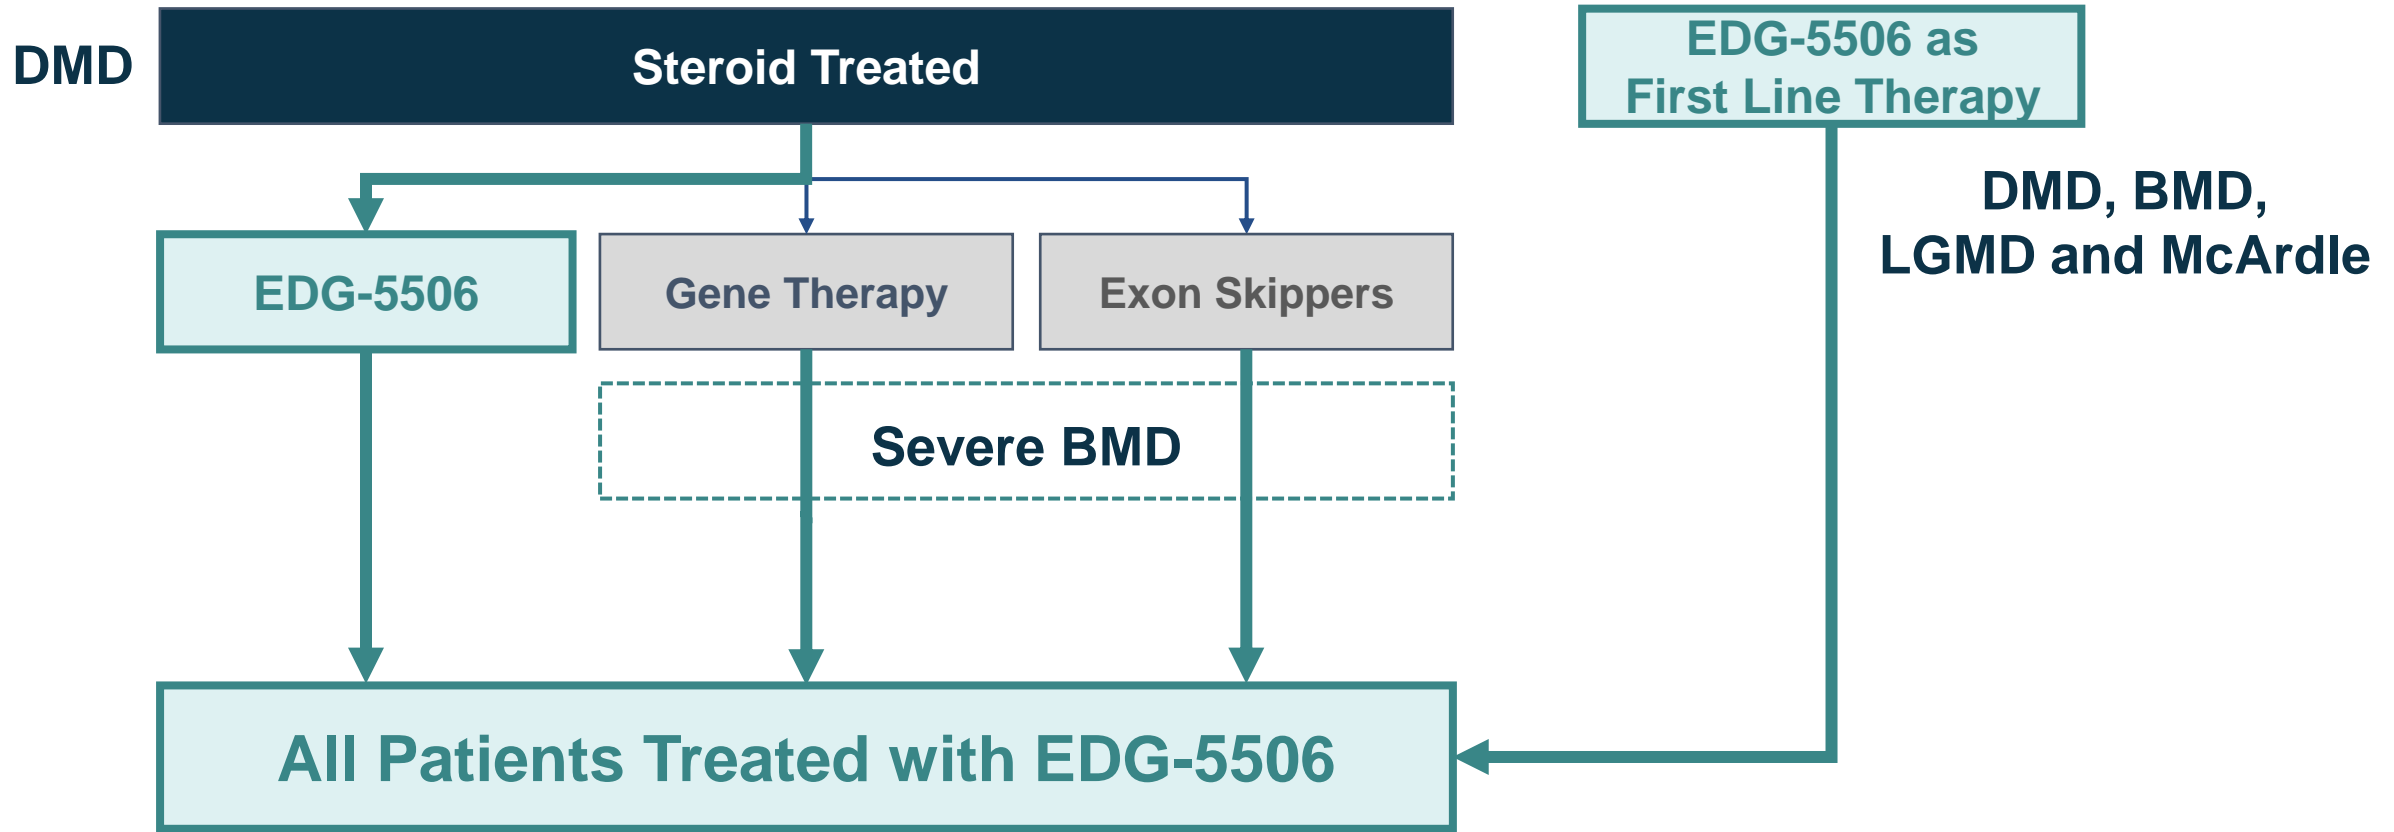 DMD
Steroid Treated
EDG-5506 as
First Line Therapy
DMD, BMD,
LGMD and McArdle
EDG-5506
Gene Therapy
Exon Skippers
Severe BMD
All Patients Treated with EDG-5506